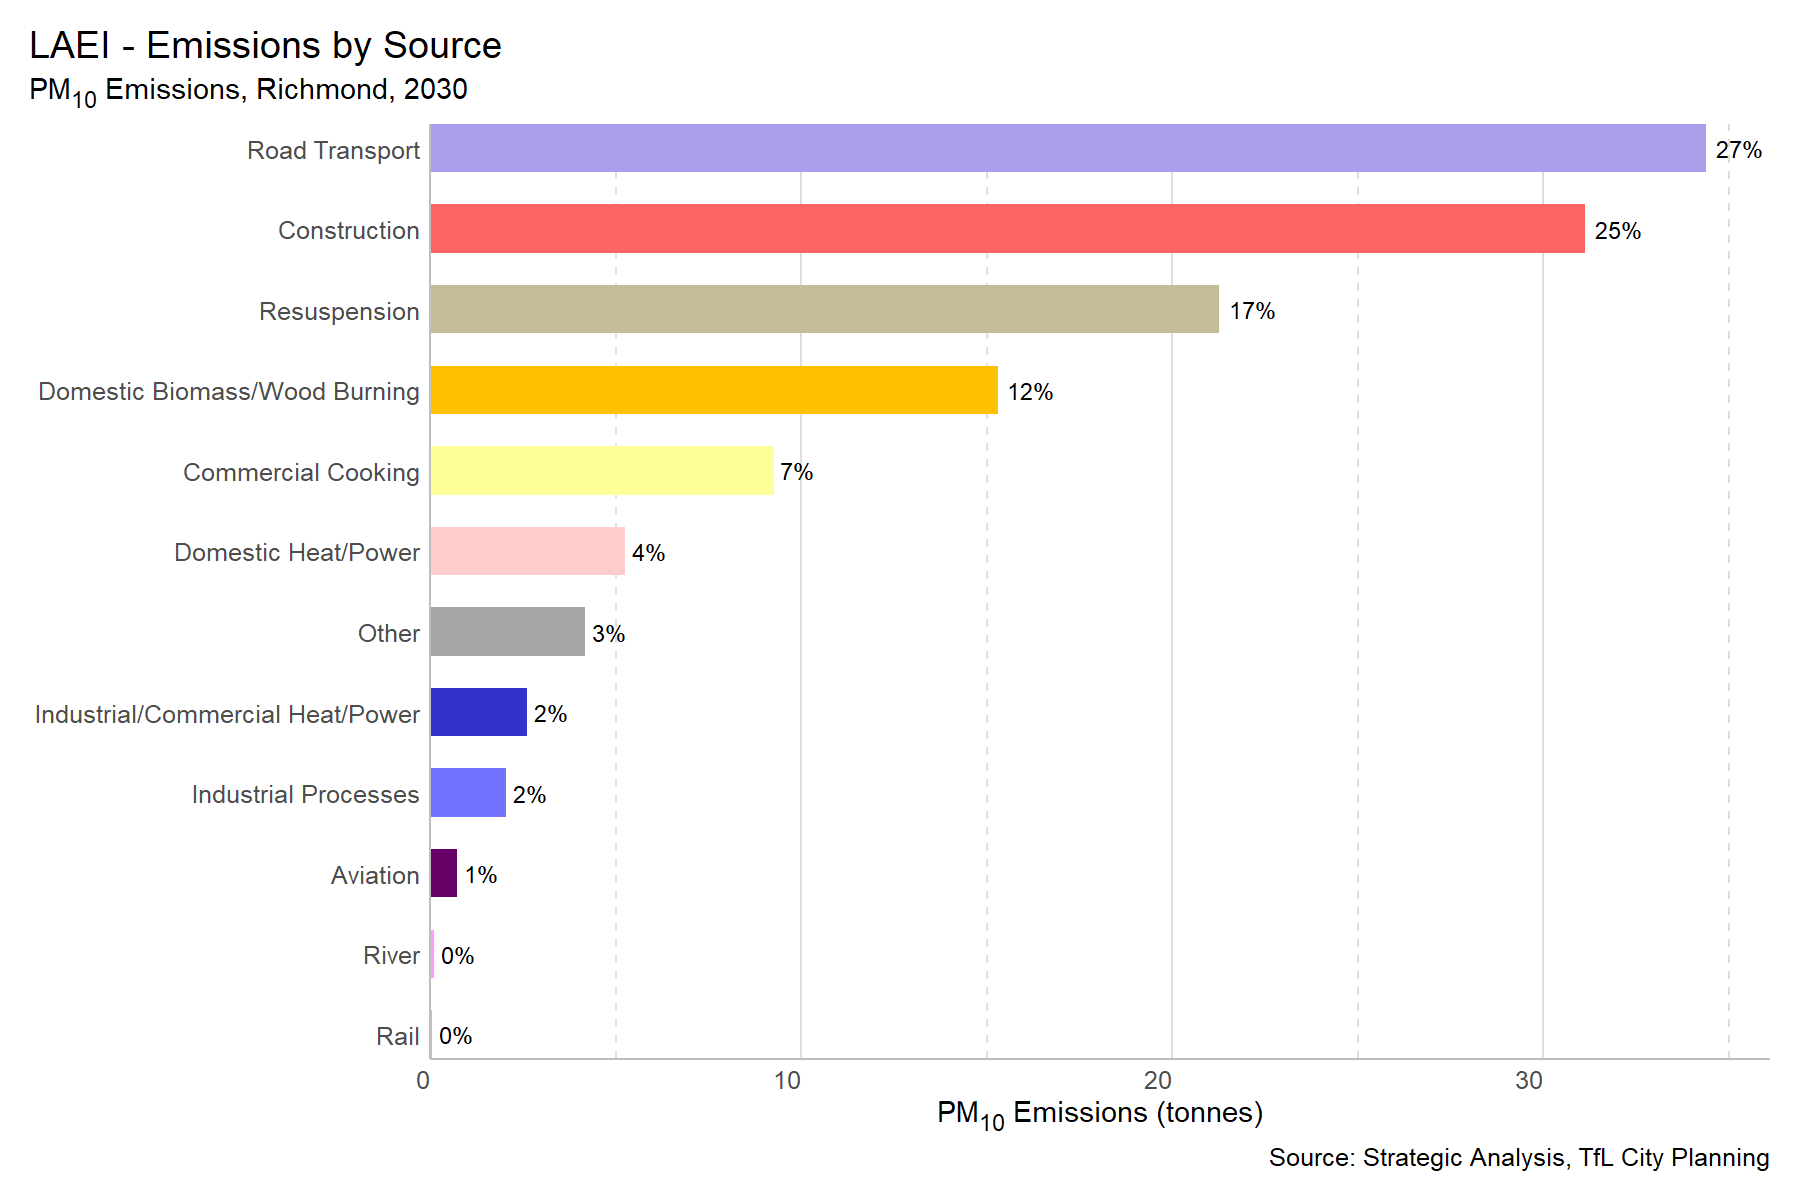 LAEI - Emissions by Source
PM10 Emissions, Richmond, 2030
Road Transport 27%
Construction 25%
Resuspension 17%
Domestic Biomass/Wood Burning 12%
Commercial Cooking 7%
Domestic Heat/Power 4%
Other 3%
Industrial/Commercial Heat/Power 2%
Industrial Processes 2%
Aviation 1%
River 0%
Rail 0%
0 10 20 30
PM10 Emissions (tonnes)
Source: Strategic Analysis, TfL City Planning